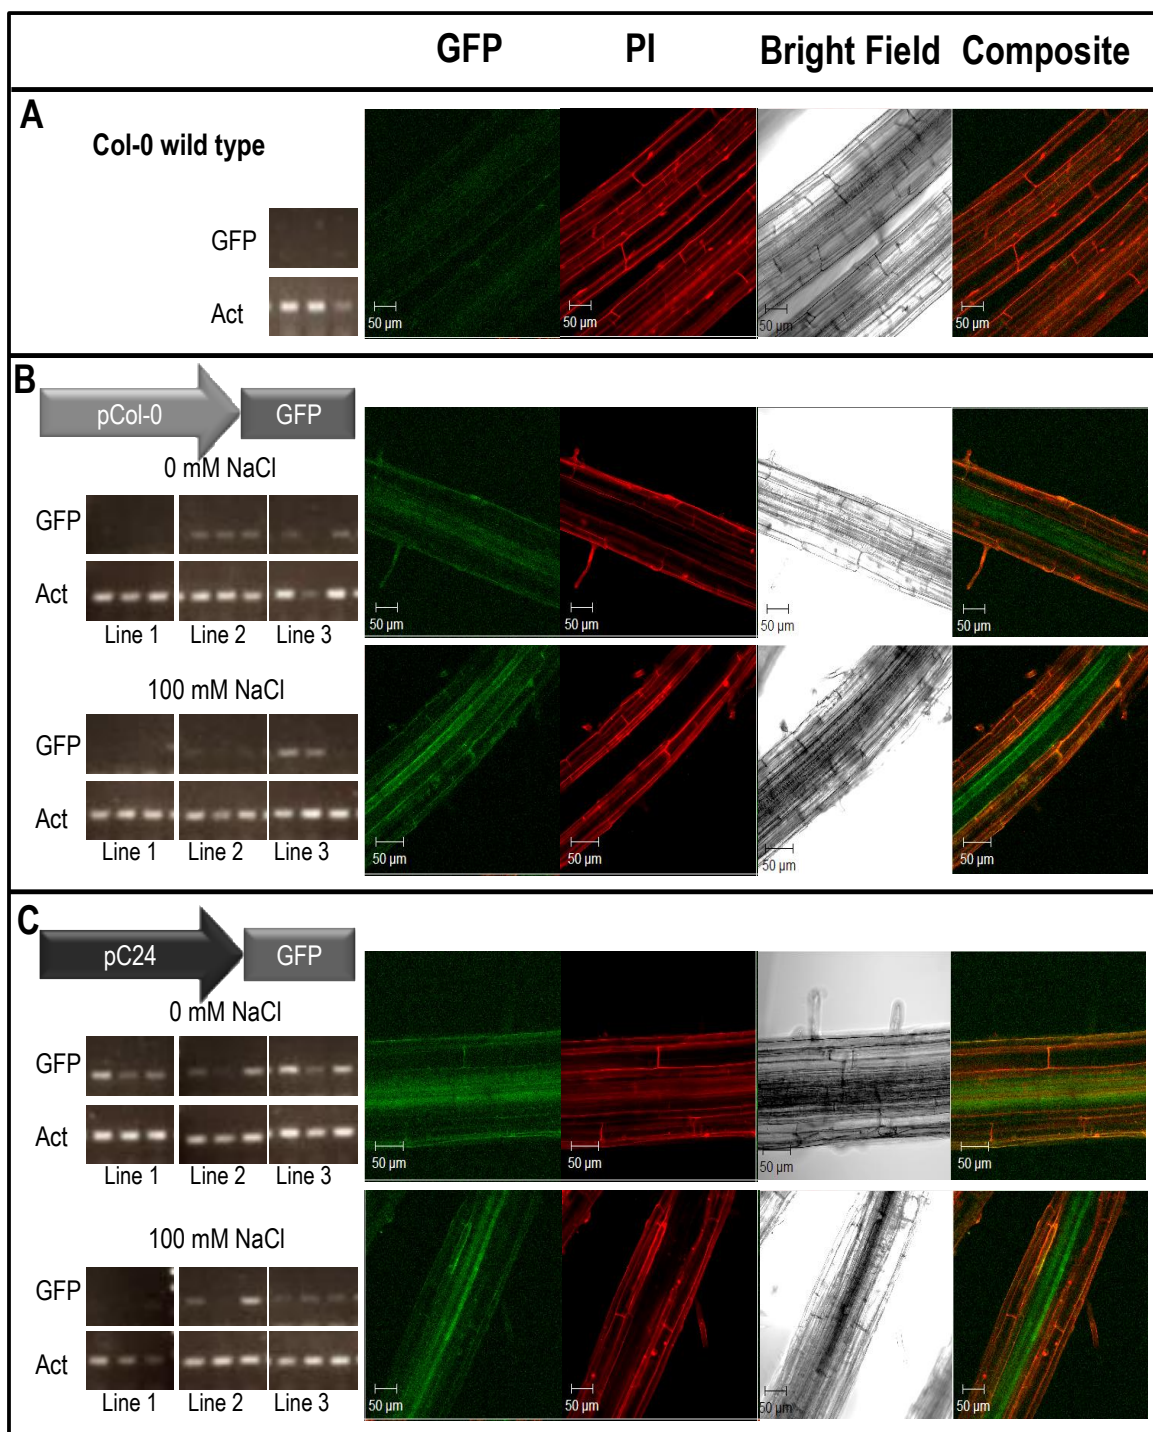 GFP PI Bright Field Composite
A
Col-0 wild type
GFP
Act
50 µm 50 µm 50 µm 50 µm
B
pCol-0 GFP
0 mM NaCl
GFP
Act
Line 1 Line 2 Line 3
50 µm 50 µm 50 µm 50 µm
100 mM NaCl
GFP
Act
Line 1 Line 2 Line 3
50 µm 50 µm 50 µm 50 µm
C
pC24 GFP
0 mM NaCl
GFP
Act
Line 1 Line 2 Line 3
50 µm 50 µm 50 µm 50 µm
100 mM NaCl
GFP
Act
Line 1 Line 2 Line 3
50 µm 50 µm 50 µm 50 µm